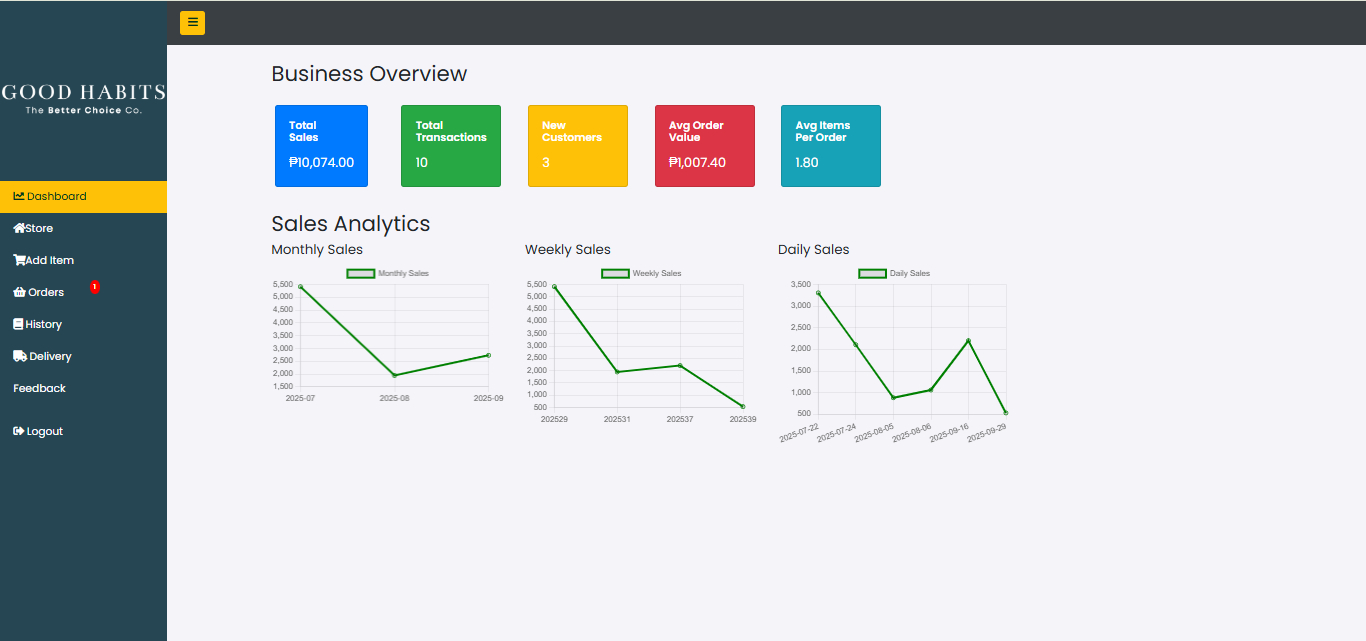 GOOD HABITS
The Better Choice Co.
Dashboard
Store
Add Item
Orders 1
History
Delivery
Feedback
Logout
Business Overview
Total
Sales
₱10,074.00
Total
Transactions
10
New
Customers
3
Avg Order
Value
₱1,007.40
Avg Items
Per Order
1.80
Sales Analytics
Monthly Sales
Monthly Sales
5,500
5,000
4,500
4,000
3,500
3,000
2,500
2,000
1,500
2025-07 2025-08 2025-09
Weekly Sales
Weekly Sales
5,500
5,000
4,500
4,000
3,500
3,000
2,500
2,000
1,500
1,000
500
202529 202531 202537 202539
Daily Sales
Daily Sales
3,500
3,000
2,500
2,000
1,500
1,000
500
2025-07-22 2025-07-24 2025-08-05 2025-08-06 2025-09-16 2025-09-29